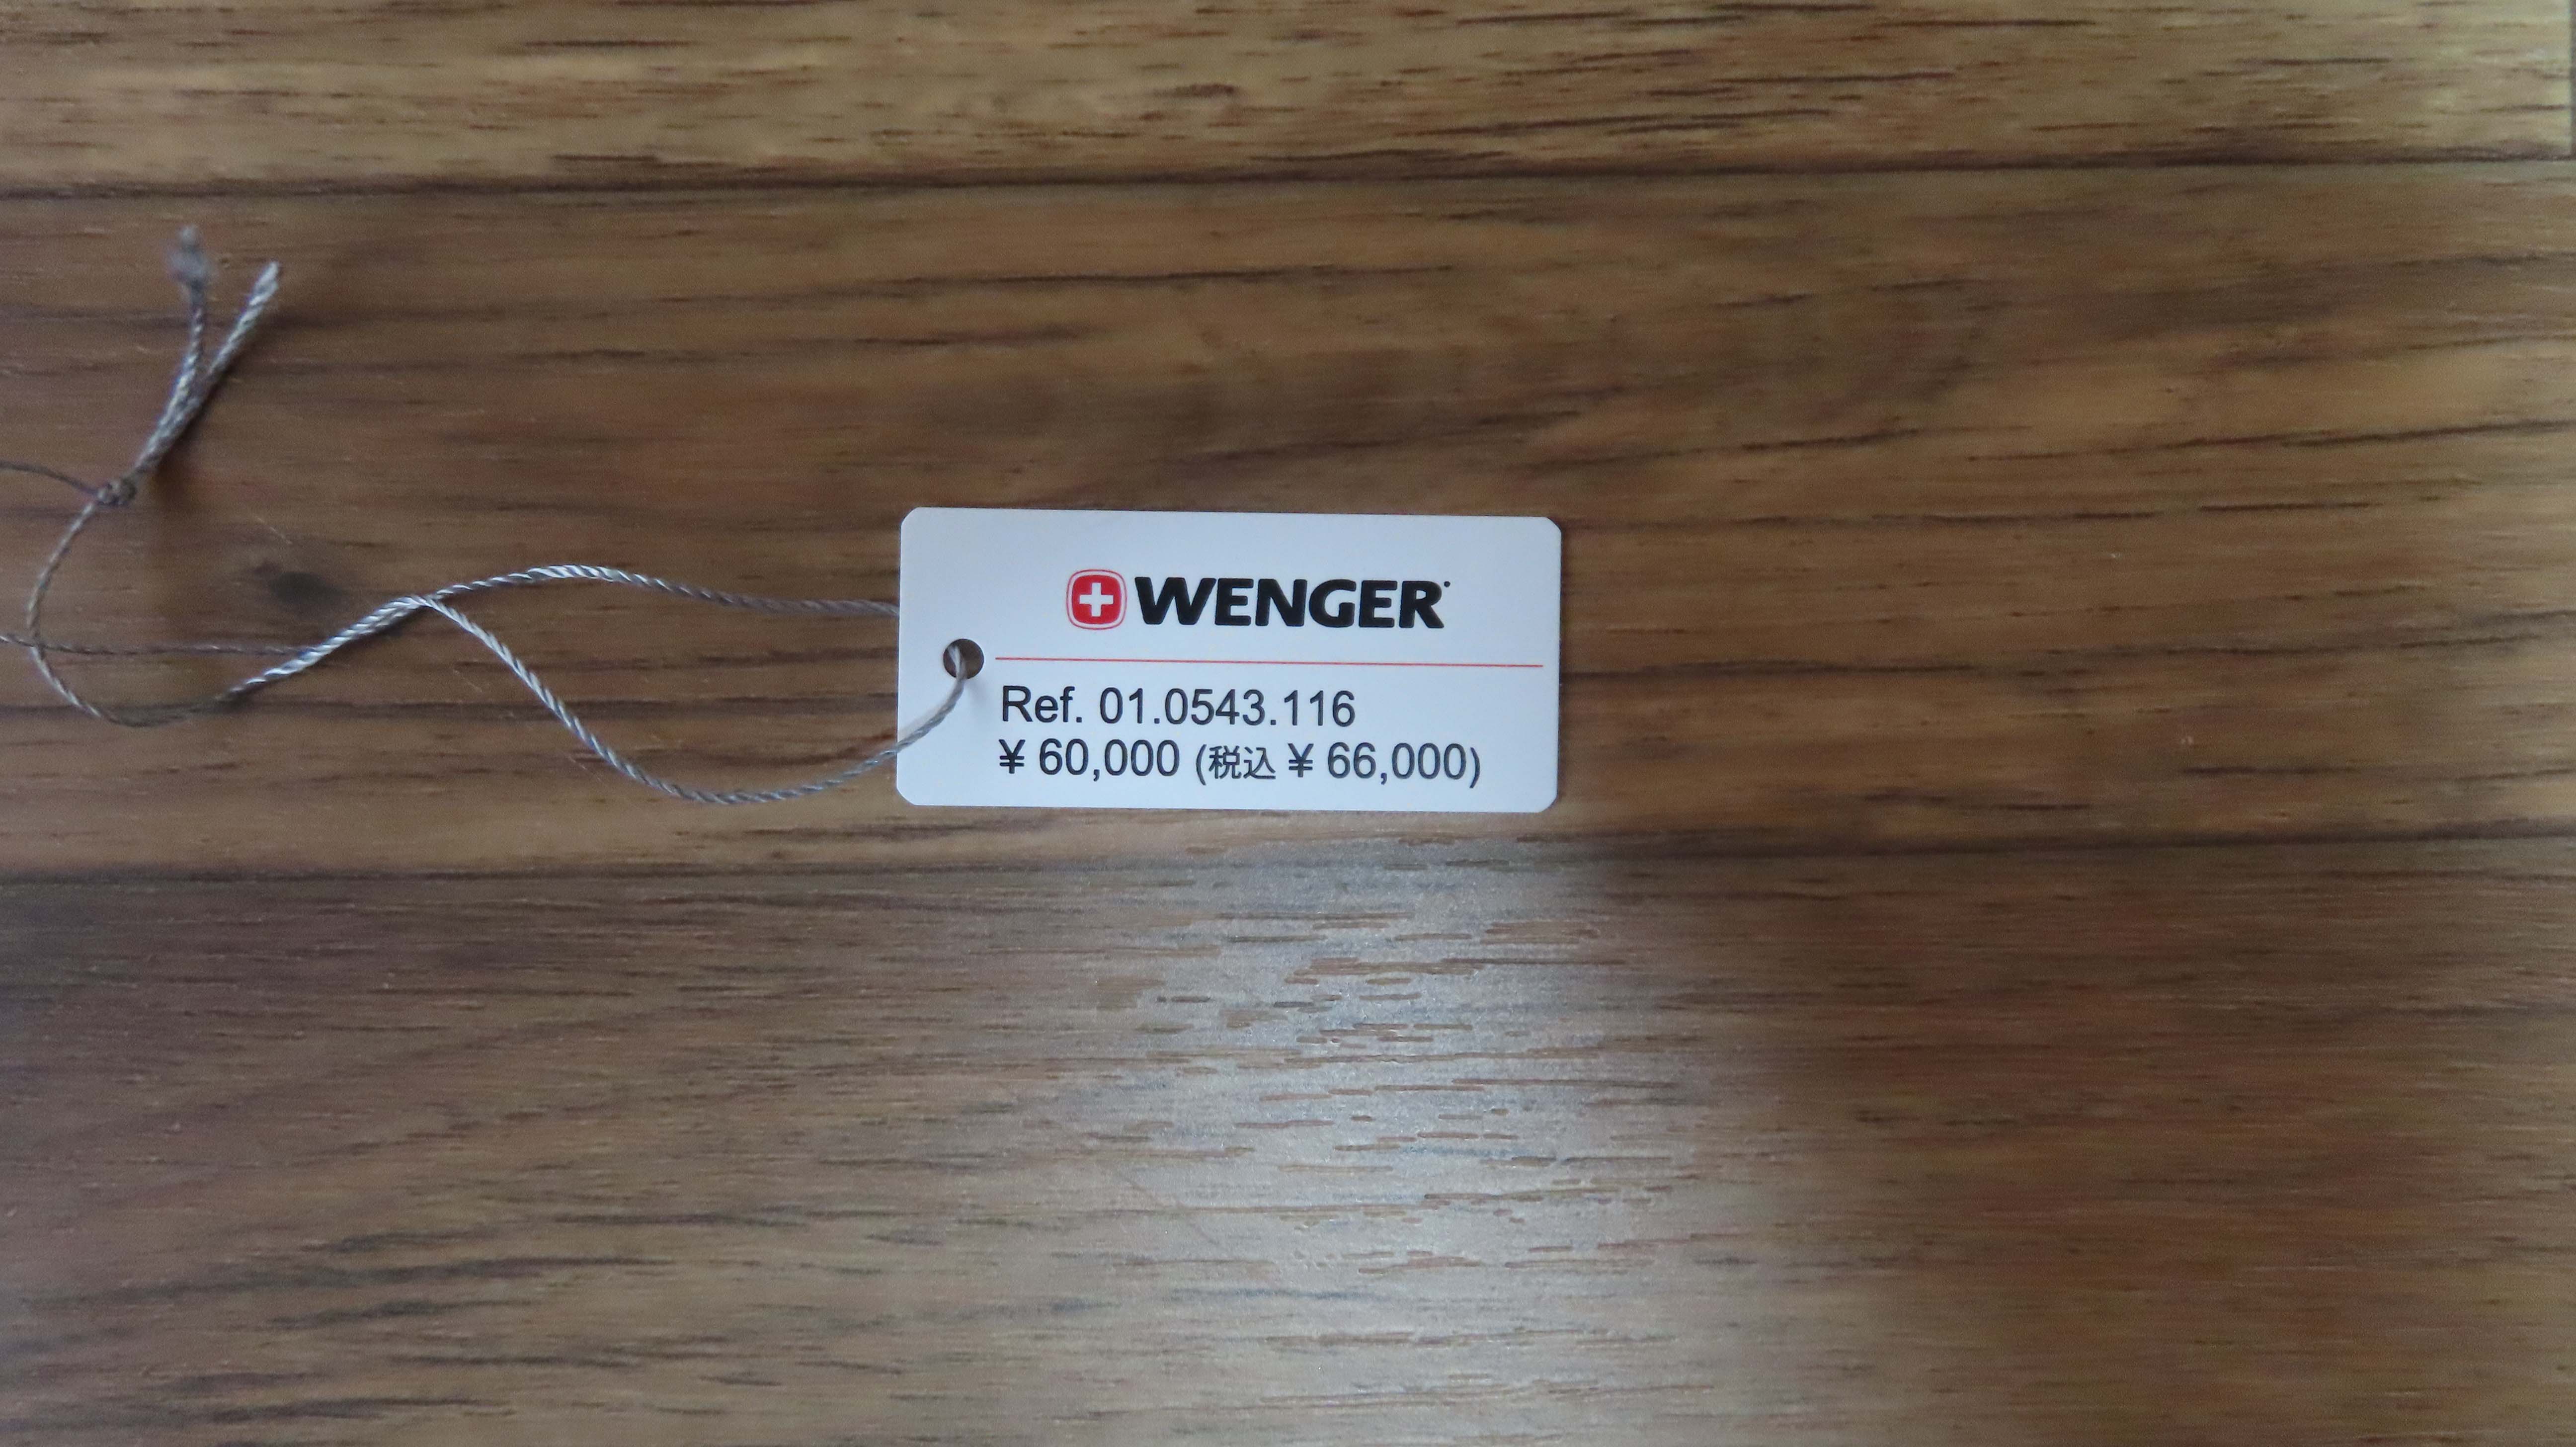 WENGER
Ref. 01.0543.116
¥ 60,000 (税込 ¥ 66,000)